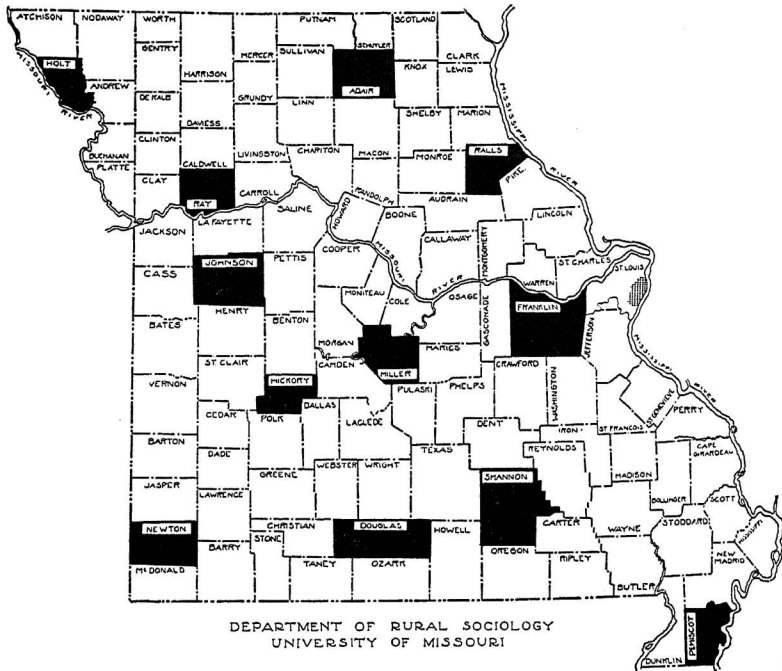 ATCHISON
NODAWAY
WORTH
PUTNAM
SCHUYLER
SCOTLAND
GENTRY
MERCER
SULLIVAN
CLARK
HOLT
HARRISON
ADAIR
KNOX
LEWIS
MISSOURI
RIVER
ANDREW
DE KALB
GRUNDY
LINN
DAVIESS
SHELBY
MARION
CLINTON
BUCHANAN
PLATTE
CALDWELL
LIVINGSTON
CHARITON
MACON
MONROE
RALLS
MISSISSIPPI
RIVER
CLAY
RAY
CARROLL
RANDOLPH
AUDRAIN
PIKE
JACKSON
LAFAYETTE
SALINE
HOWARD
BOONE
LINCOLN
JOHNSON
PETTIS
COOPER
CALLAWAY
MONTGOMERY
ST CHARLES
ST LOUIS
CASS
MISSOURI
RIVER
WARREN
MONITEAU
COLE
OSAGE
GASCONADE
FRANKLIN
HENRY
BENTON
JEFFERSON
BATES
MORGAN
CAMDEN
MILLER
MARIES
MISSISSIPPI
RIVER
ST CLAIR
CRAWFORD
WASHINGTON
VERNON
HICKORY
DALLAS
PULASKI
PHELPS
STE GENEVIEVE
PERRY
CEDAR
POLK
LACLEDE
DENT
IRON
ST FRANCOIS
BARTON
DADE
TEXAS
REYNOLDS
CAPE
GIRARDEAU
GREENE
WEBSTER
WRIGHT
SHANNON
MADISON
JASPER
LAWRENCE
BOLLINGER
SCOTT
NEWTON
CHRISTIAN
DOUGLAS
HOWELL
CARTER
WAYNE
STODDARD
MISSISSIPPI
BARRY
STONE
OREGON
NEW
MADRID
MCDONALD
TANEY
OZARK
RIPLEY
BUTLER
PEMISCOT
DUNKLIN
DEPARTMENT OF RURAL SOCIOLOGY
UNIVERSITY OF MISSOURI